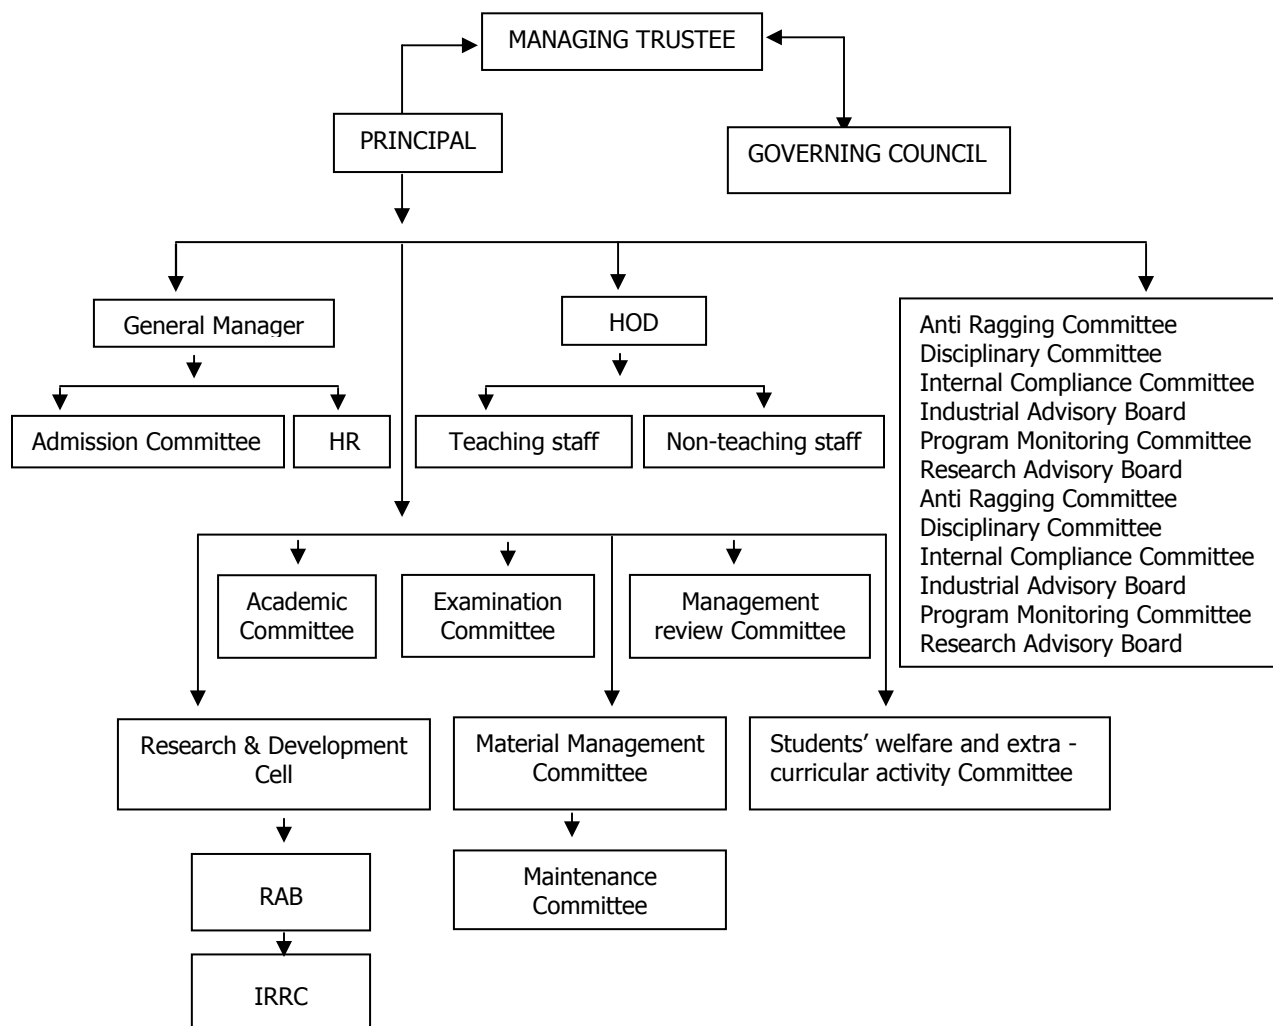 MANAGING TRUSTEE
PRINCIPAL
GOVERNING COUNCIL
General Manager
HOD
Anti Ragging Committee
Disciplinary Committee
Internal Compliance Committee
Industrial Advisory Board
Program Monitoring Committee
Research Advisory Board
Anti Ragging Committee
Disciplinary Committee
Internal Compliance Committee
Industrial Advisory Board
Program Monitoring Committee
Research Advisory Board
Admission Committee
HR
Teaching staff
Non-teaching staff
Academic
Committee
Examination
Committee
Management
review Committee
Research & Development
Cell
Material Management
Committee
Students’ welfare and extra -
curricular activity Committee
RAB
Maintenance
Committee
IRRC